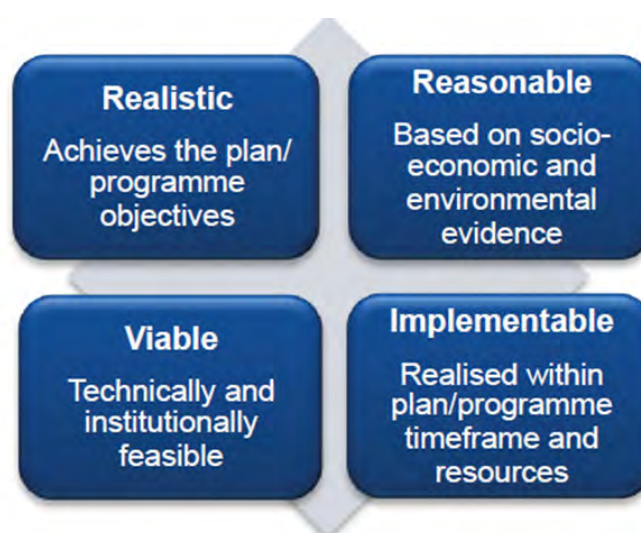 Realistic
Achieves the plan/
programme
objectives
Reasonable
Based on socio-
economic and
environmental
evidence
Viable
Technically and
institutionally
feasible
Implementable
Realised within
plan/programme
timeframe and
resources